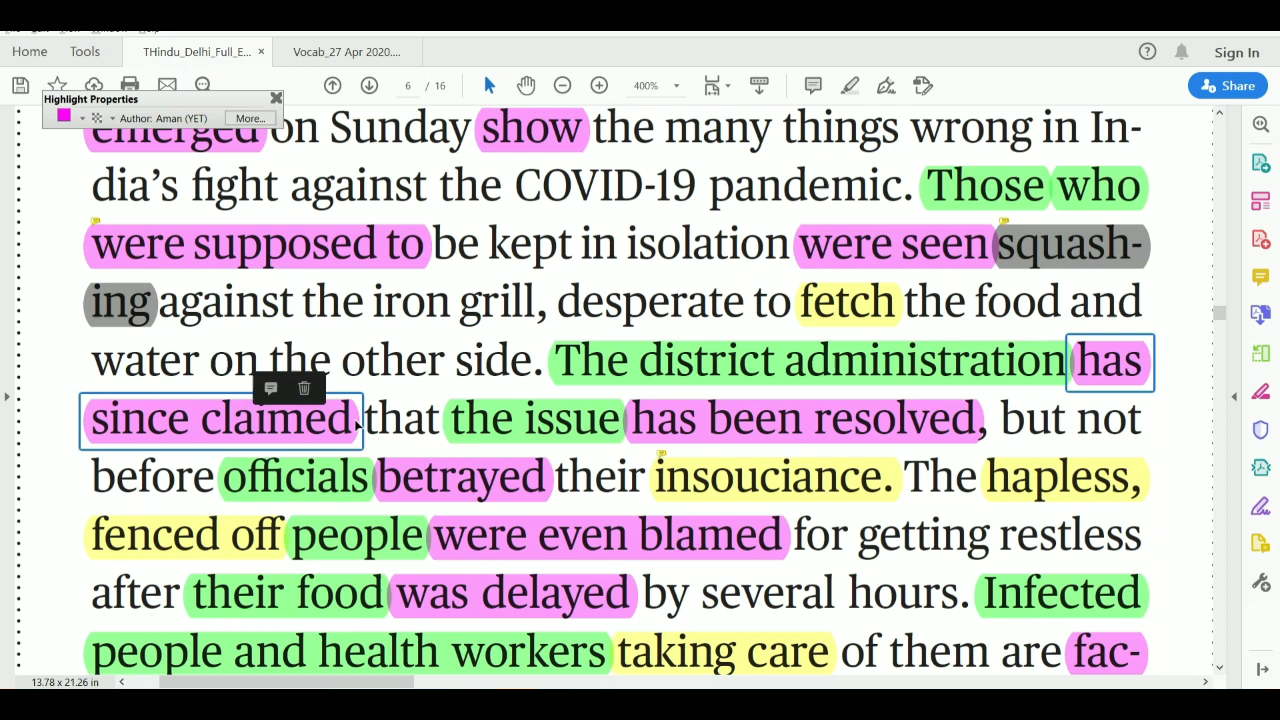 Home Tools THindu_Delhi_Full_E... × Vocab_27 Apr 2020.... Sign In
6 / 16 400% Share
Highlight Properties
Author: Aman (YET) More...
emerged on Sunday show the many things wrong in In-
dia’s fight against the COVID-19 pandemic. Those who
were supposed to be kept in isolation were seen squash-
ing against the iron grill, desperate to fetch the food and
water on the other side. The district administration has
since claimed that the issue has been resolved, but not
before officials betrayed their insouciance. The hapless,
fenced off people were even blamed for getting restless
after their food was delayed by several hours. Infected
people and health workers taking care of them are fac-
13.78 x 21.26 in